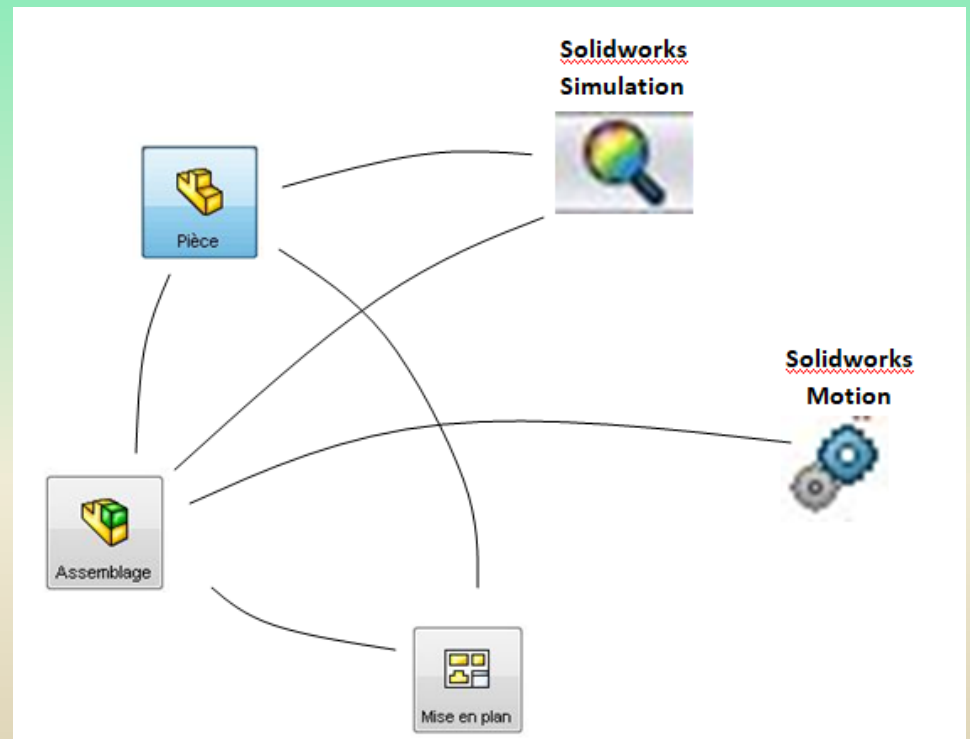 Solidworks
Simulation
Pièce
Solidworks
Motion
Assemblage
Mise en plan